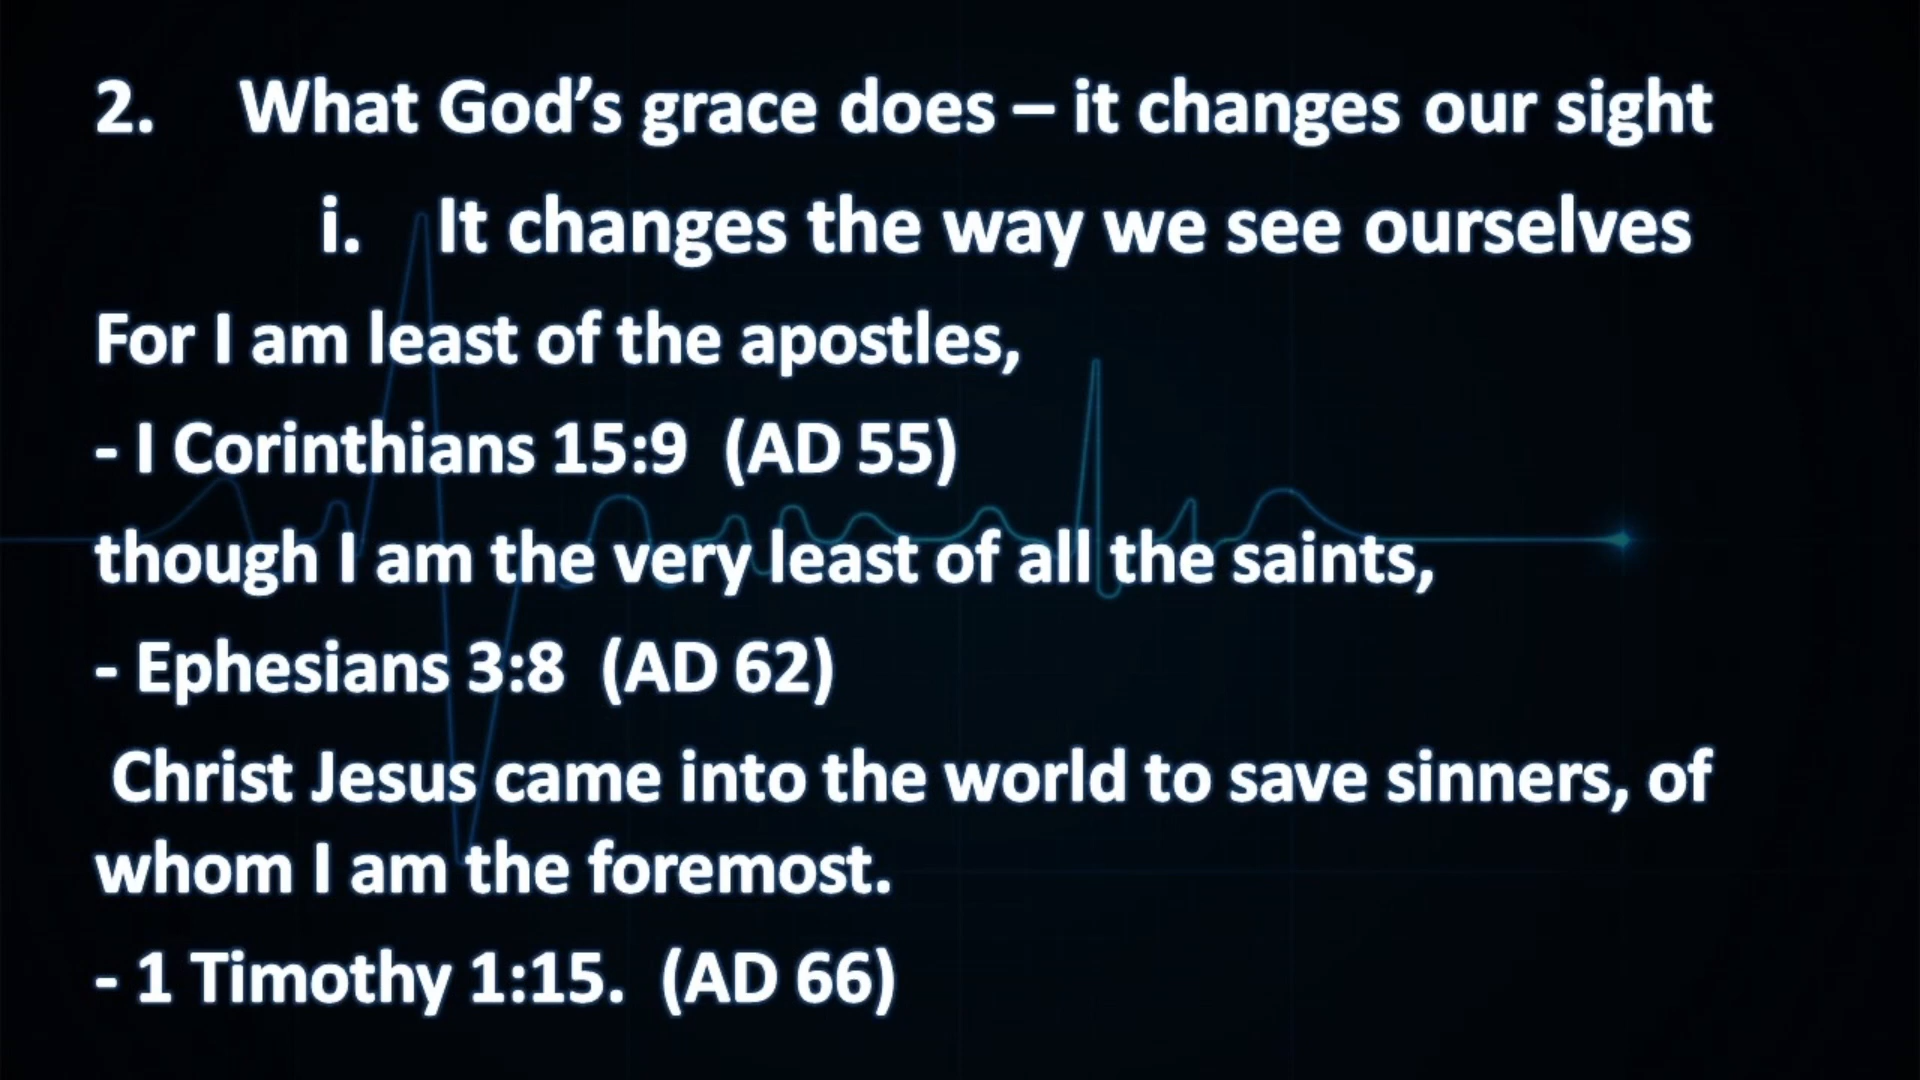 2. What God’s grace does – it changes our sight
i. It changes the way we see ourselves
For I am least of the apostles,
- I Corinthians 15:9 (AD 55)
though I am the very least of all the saints,
- Ephesians 3:8 (AD 62)
Christ Jesus came into the world to save sinners, of
whom I am the foremost.
- 1 Timothy 1:15. (AD 66)